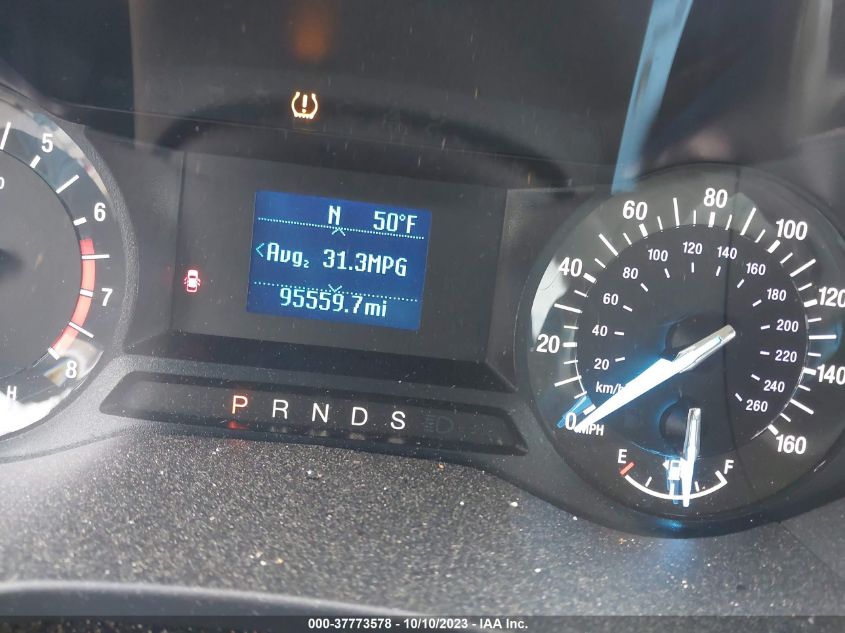 5
6
7
8
H
N 50°F
<Avg₂ 31.3MPG
95559.7mi
P R N D S
0 20 40 60 80 100 120 140 160
MPH
20 40 60 80 100 120 140 160 180 200 220 240 260
km/h
E F
000-37773578 - 10/10/2023 - IAA Inc.